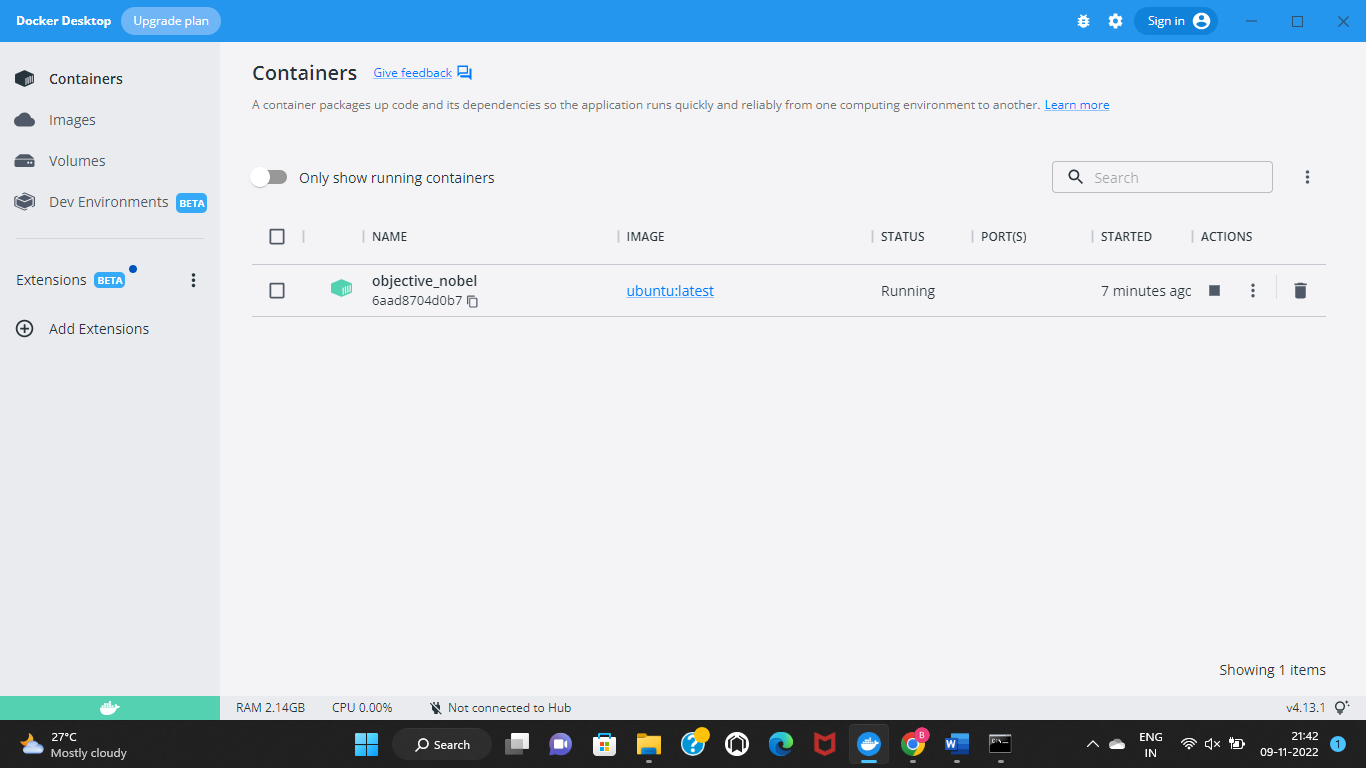 Docker Desktop Upgrade plan Sign in
Containers
Images
Volumes
Dev Environments BETA
Extensions BETA
Add Extensions
Containers Give feedback
A container packages up code and its dependencies so the application runs quickly and reliably from one computing environment to another. Learn more
Only show running containers Search
NAME IMAGE STATUS PORT(S) STARTED ACTIONS
objective_nobel
6aad8704d0b7
ubuntu:latest Running 7 minutes agc
Showing 1 items
RAM 2.14GB CPU 0.00% Not connected to Hub v4.13.1
27°C
Mostly cloudy
Search
B
ENG
IN
21:42
09-11-2022
1